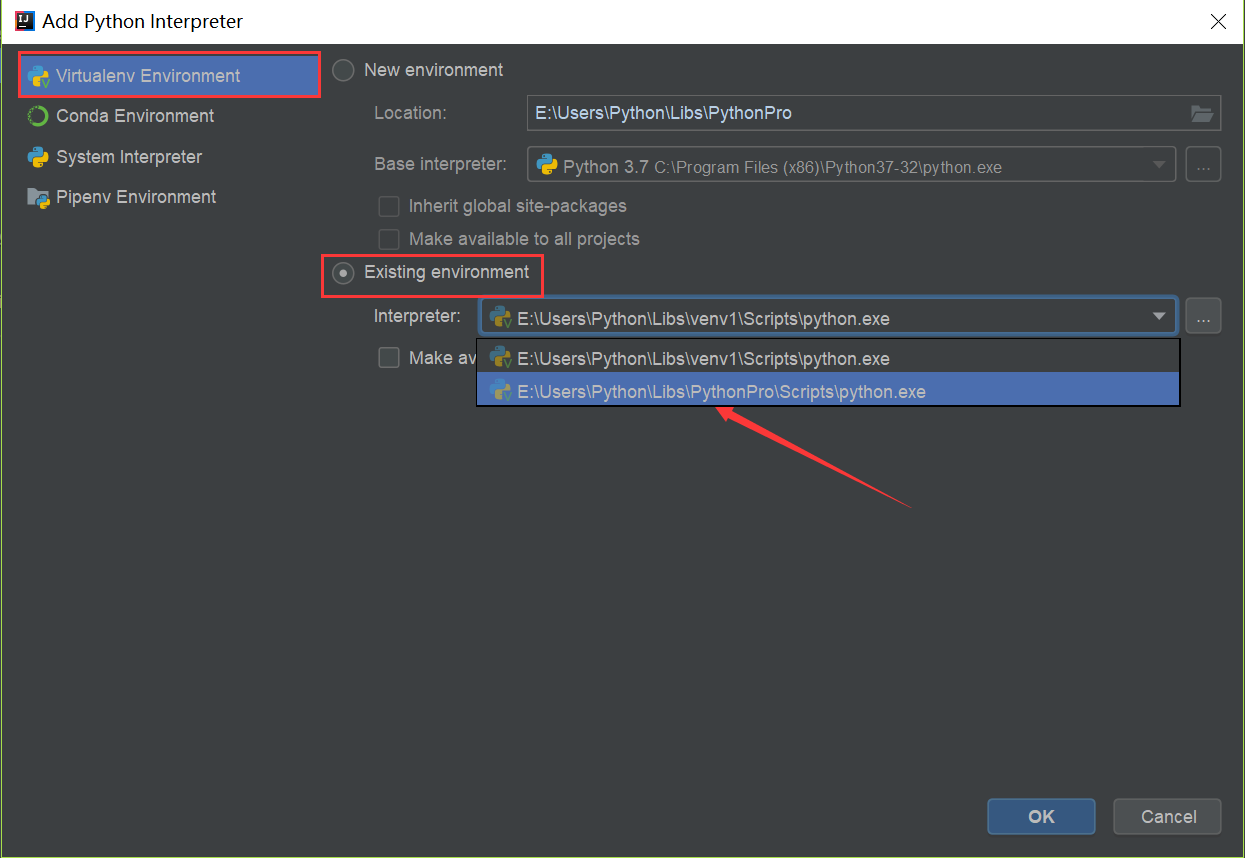 Add Python Interpreter
Virtualenv Environment
Conda Environment
System Interpreter
Pipenv Environment
New environment
Location: E:\Users\Python\Libs\PythonPro
Base interpreter: Python 3.7 C:\Program Files (x86)\Python37-32\python.exe ...
Inherit global site-packages
Make available to all projects
Existing environment
Interpreter: E:\Users\Python\Libs\venv1\Scripts\python.exe ...
Make av
E:\Users\Python\Libs\venv1\Scripts\python.exe
E:\Users\Python\Libs\PythonPro\Scripts\python.exe
OK Cancel